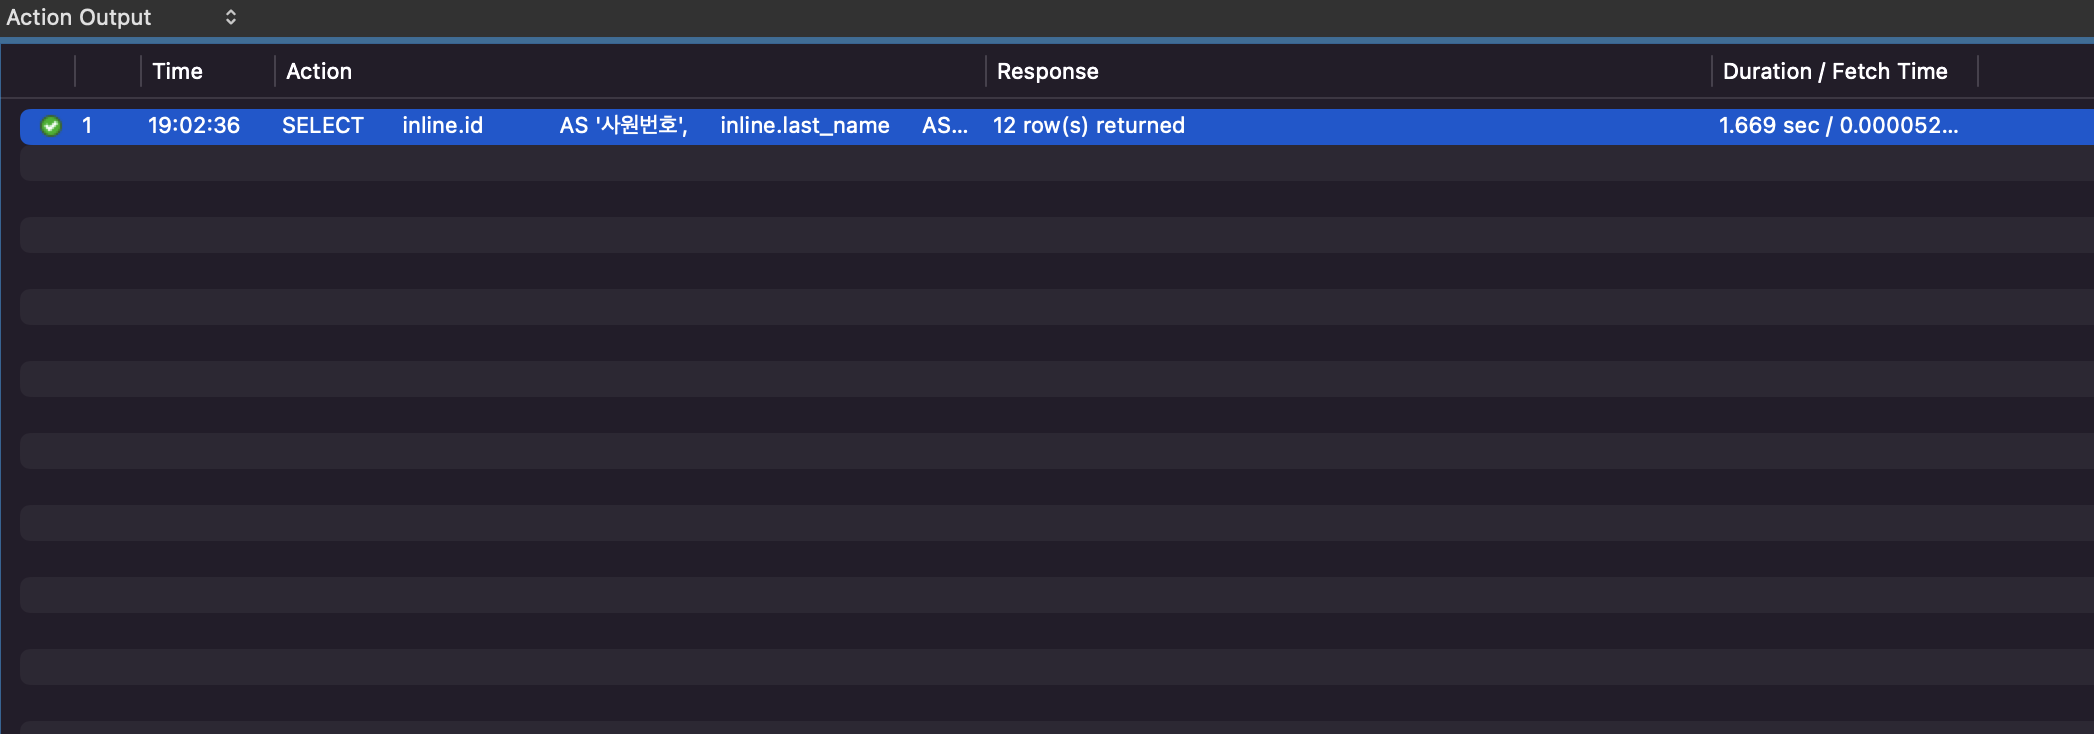 Action Output
Time Action Response Duration / Fetch Time
1 19:02:36 SELECT inline.id AS '사원번호', inline.last_name AS... 12 row(s) returned 1.669 sec / 0.000052...